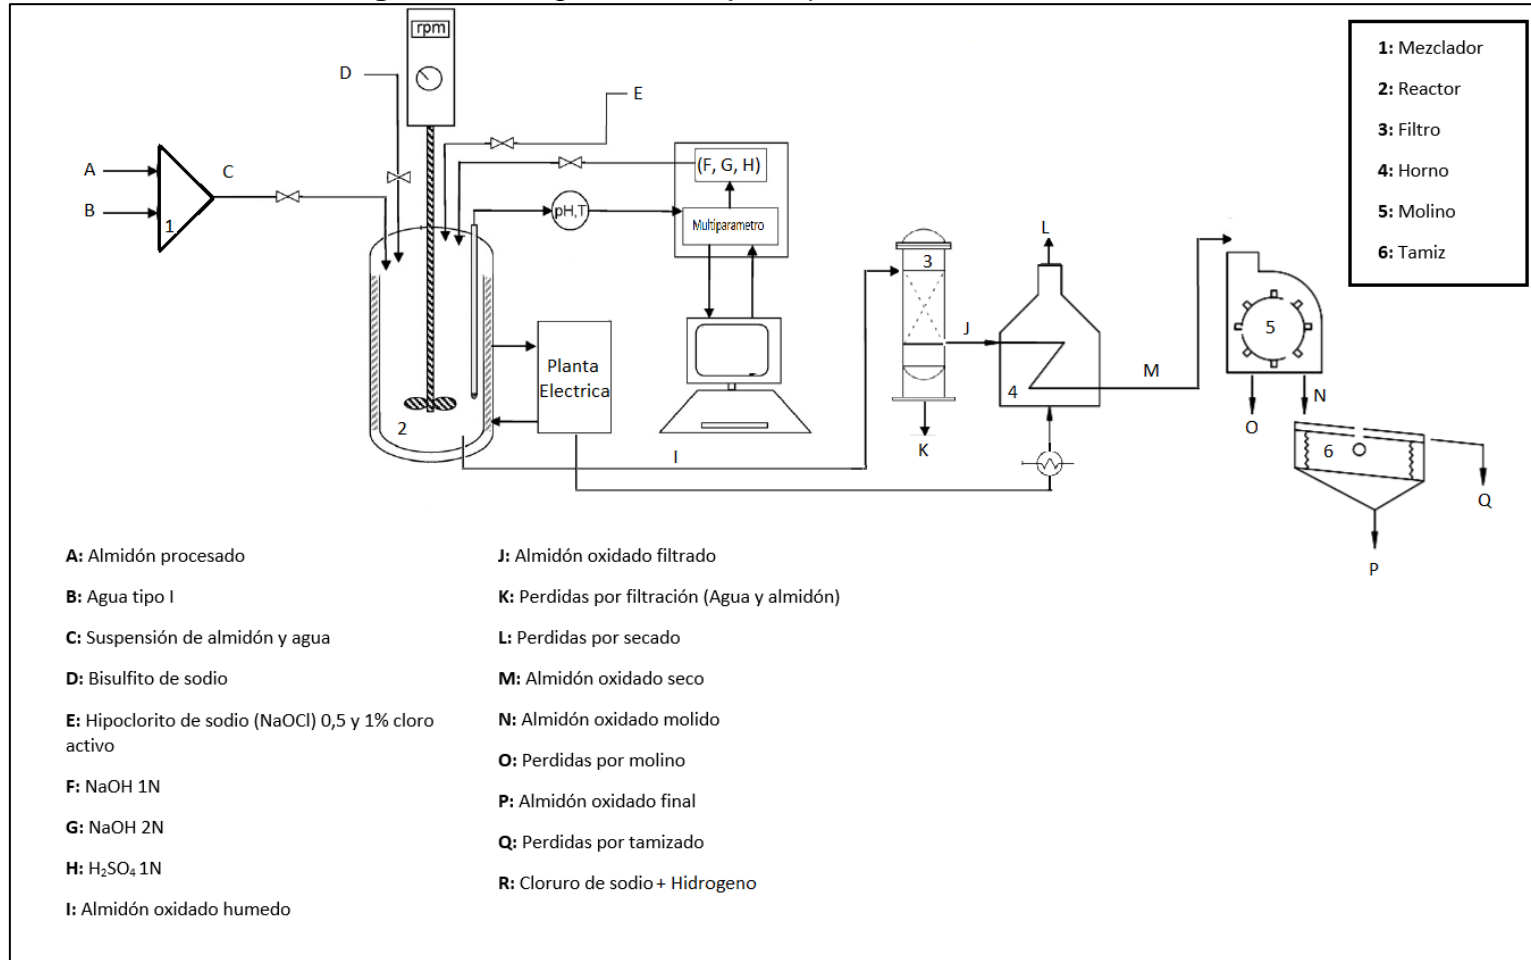 rpm
D
E
A
C
B
1
(F, G, H)
pH,T
Multiparametro
2
Planta
Electrica
I
3
J
K
L
4
M
5
O
N
6
Q
P
1: Mezclador
2: Reactor
3: Filtro
4: Horno
5: Molino
6: Tamiz
A: Almidón procesado
B: Agua tipo I
C: Suspensión de almidón y agua
D: Bisulfito de sodio
E: Hipoclorito de sodio (NaOCl) 0,5 y 1% cloro
activo
F: NaOH 1N
G: NaOH 2N
H: H₂SO₄ 1N
I: Almidón oxidado humedo
J: Almidón oxidado filtrado
K: Perdidas por filtración (Agua y almidón)
L: Perdidas por secado
M: Almidón oxidado seco
N: Almidón oxidado molido
O: Perdidas por molino
P: Almidón oxidado final
Q: Perdidas por tamizado
R: Cloruro de sodio + Hidrogeno